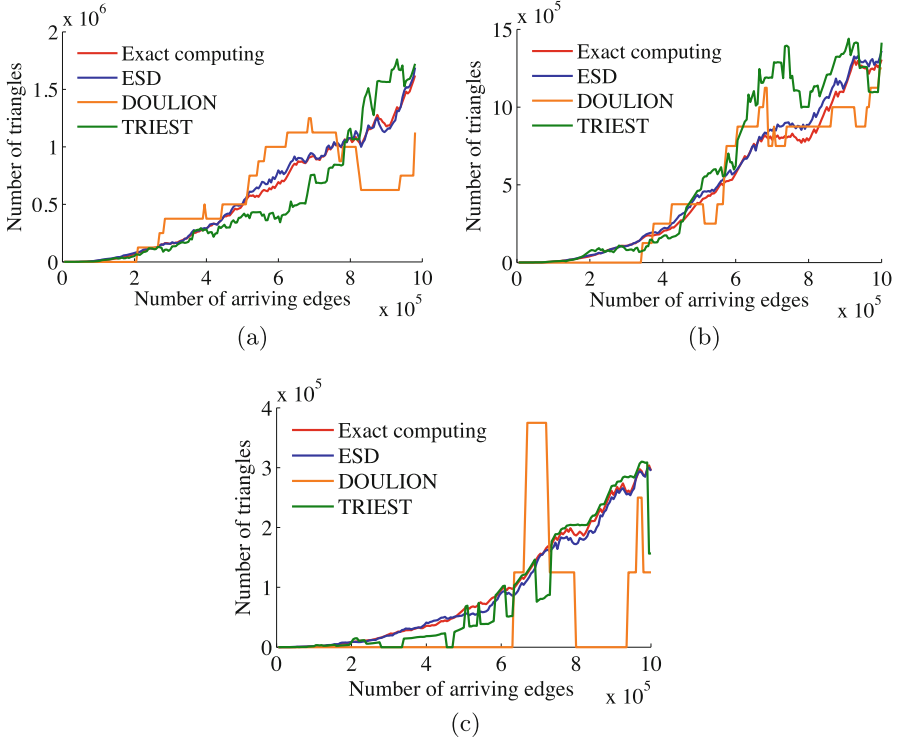 x 10^6
2
1.5
1
0.5
0
Number of triangles
Exact computing
ESD
DOULION
TRIEST
0 2 4 6 8 10
Number of arriving edges
x 10^5
(a)
x 10^5
15
10
5
0
Number of triangles
Exact computing
ESD
DOULION
TRIEST
0 2 4 6 8 10
Number of arriving edges
x 10^5
(b)
x 10^5
4
3
2
1
0
Number of triangles
Exact computing
ESD
DOULION
TRIEST
0 2 4 6 8 10
Number of arriving edges
x 10^5
(c)